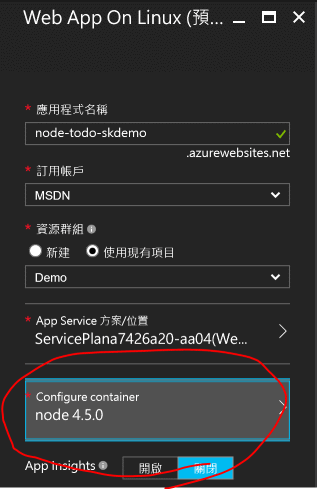 Web App On Linux (預...
* 應用程式名稱
node-todo-skdemo
.azurewebsites.net
* 訂用帳戶
MSDN
* 資源群組
新建 使用現有項目
Demo
* App Service 方案/位置
ServicePlana7426a20-aa04(We...
* Configure container
node 4.5.0
App Insights 開啟 關閉